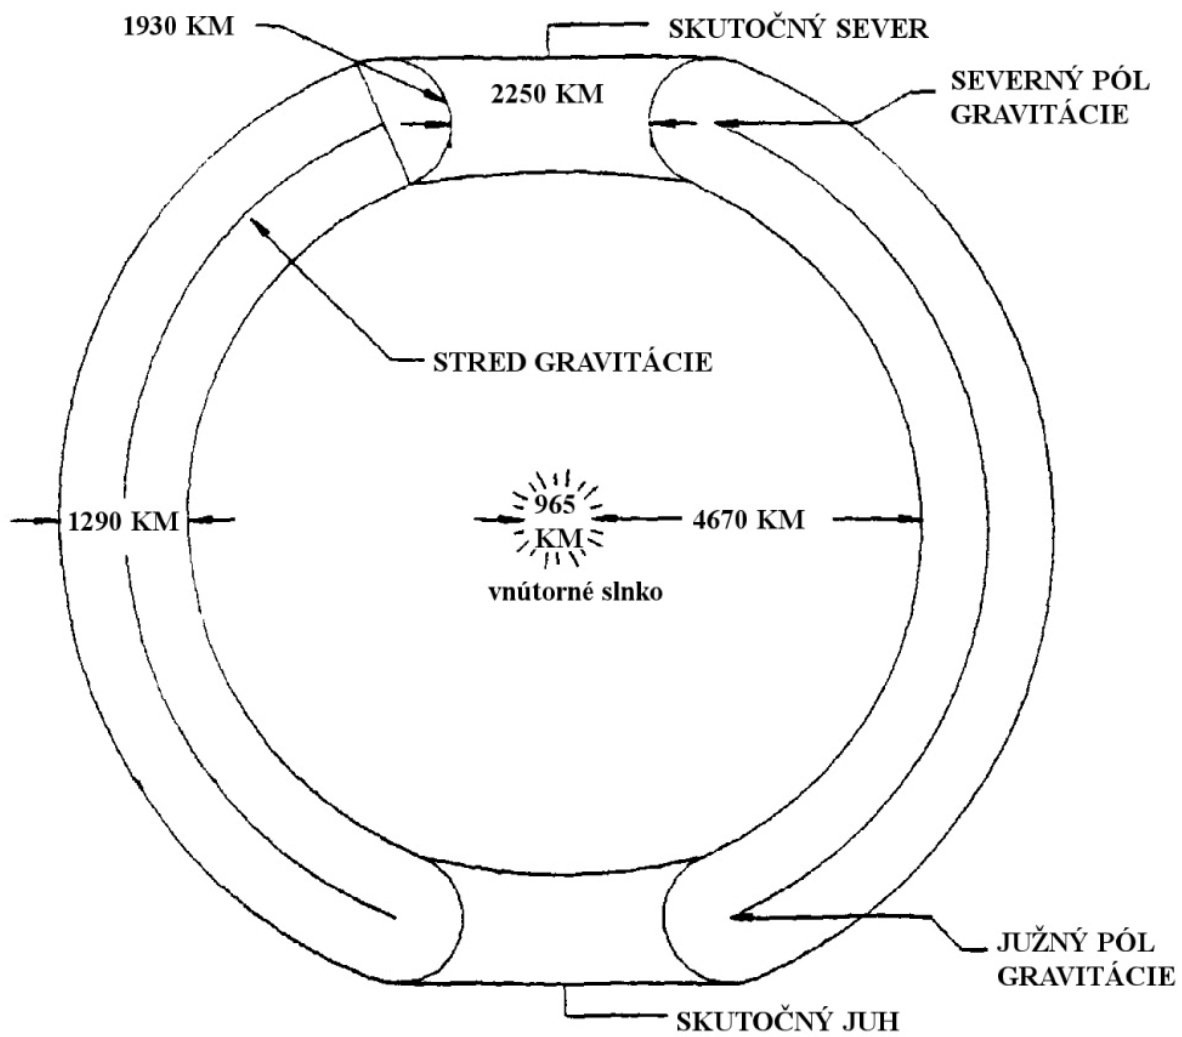 1930 KM
SKUTOČNÝ SEVER
2250 KM
SEVERNÝ PÓL
GRAVITÁCIE
STRED GRAVITÁCIE
1290 KM
965
KM
4670 KM
vnútorné slnko
JUŽNÝ PÓL
GRAVITÁCIE
SKUTOČNÝ JUH